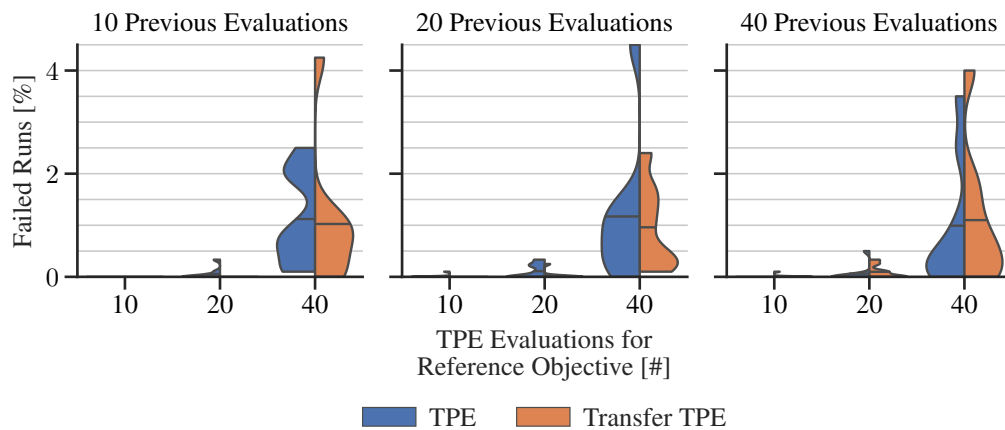 10 Previous Evaluations
20 Previous Evaluations
40 Previous Evaluations
Failed Runs [%]
4
2
0
10
20
40
10
20
40
10
20
40
TPE Evaluations for
Reference Objective [#]
TPE
Transfer TPE